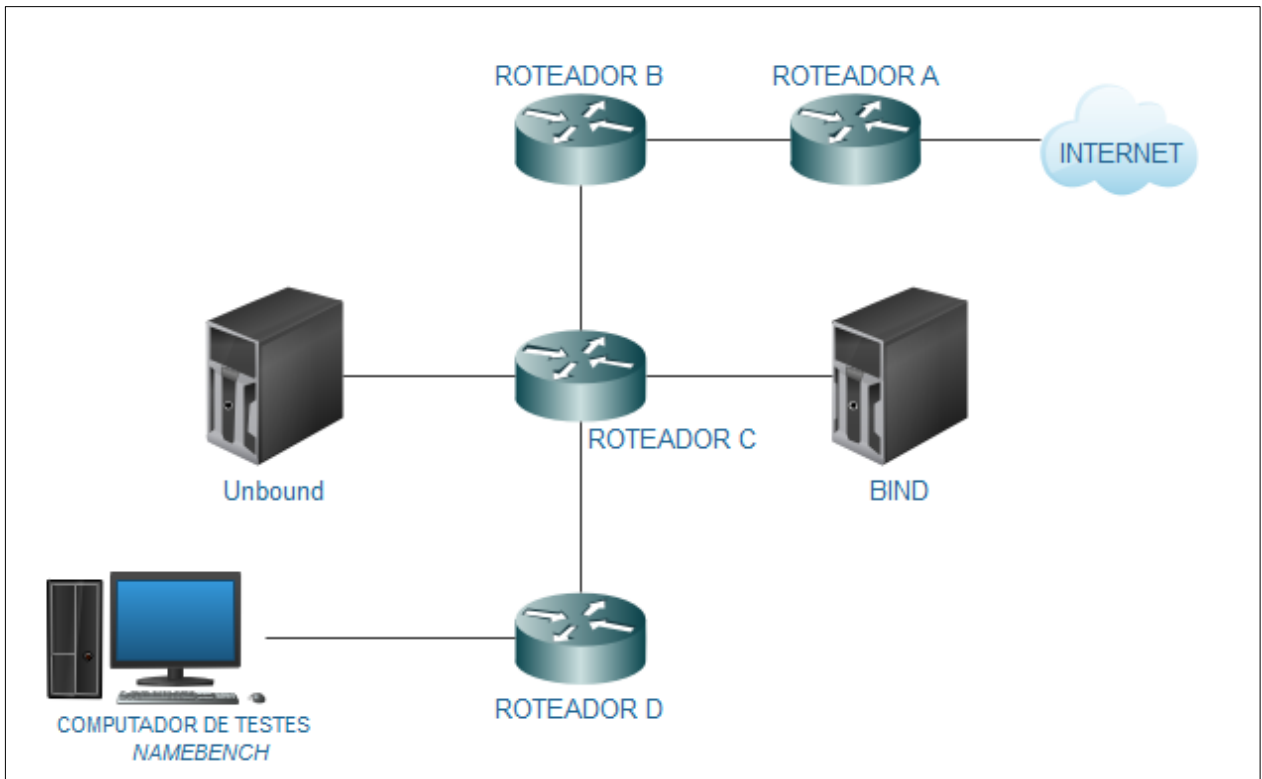 ROTEADOR B
ROTEADOR A
INTERNET
ROTEADOR C
Unbound
BIND
COMPUTADOR DE TESTES
NAMEBENCH
ROTEADOR D